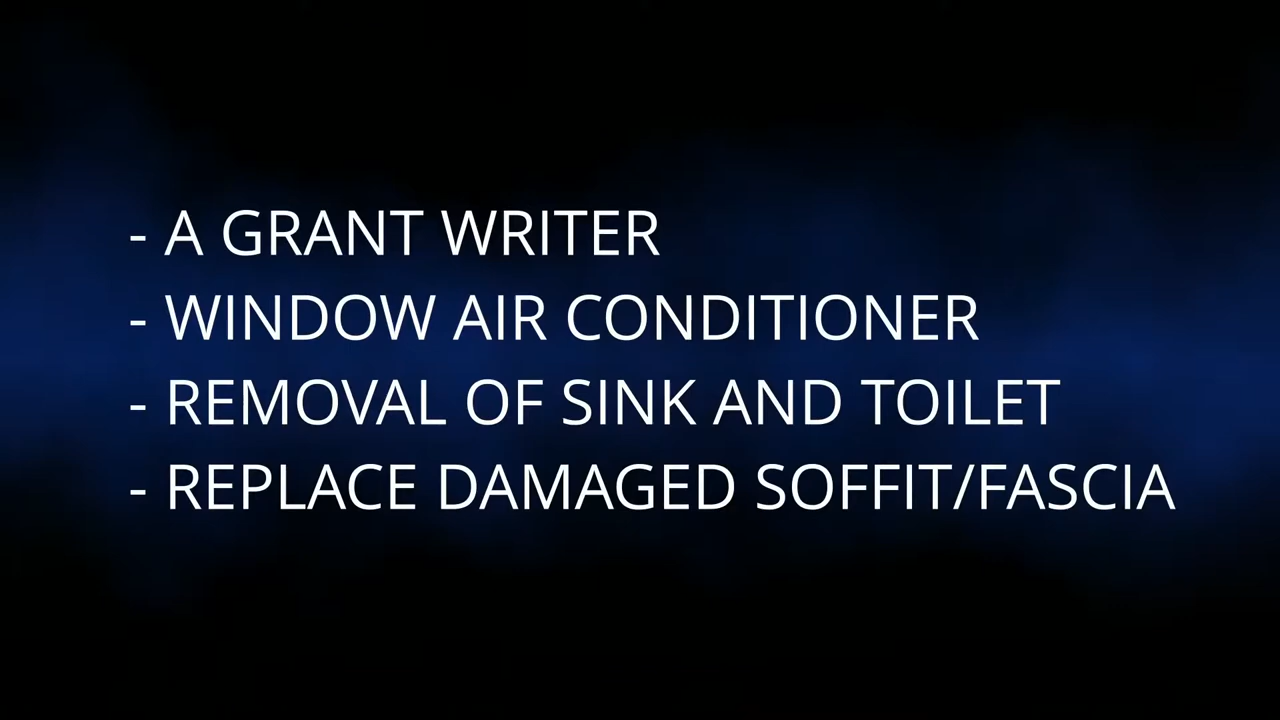 - A GRANT WRITER
- WINDOW AIR CONDITIONER
- REMOVAL OF SINK AND TOILET
- REPLACE DAMAGED SOFFIT/FASCIA